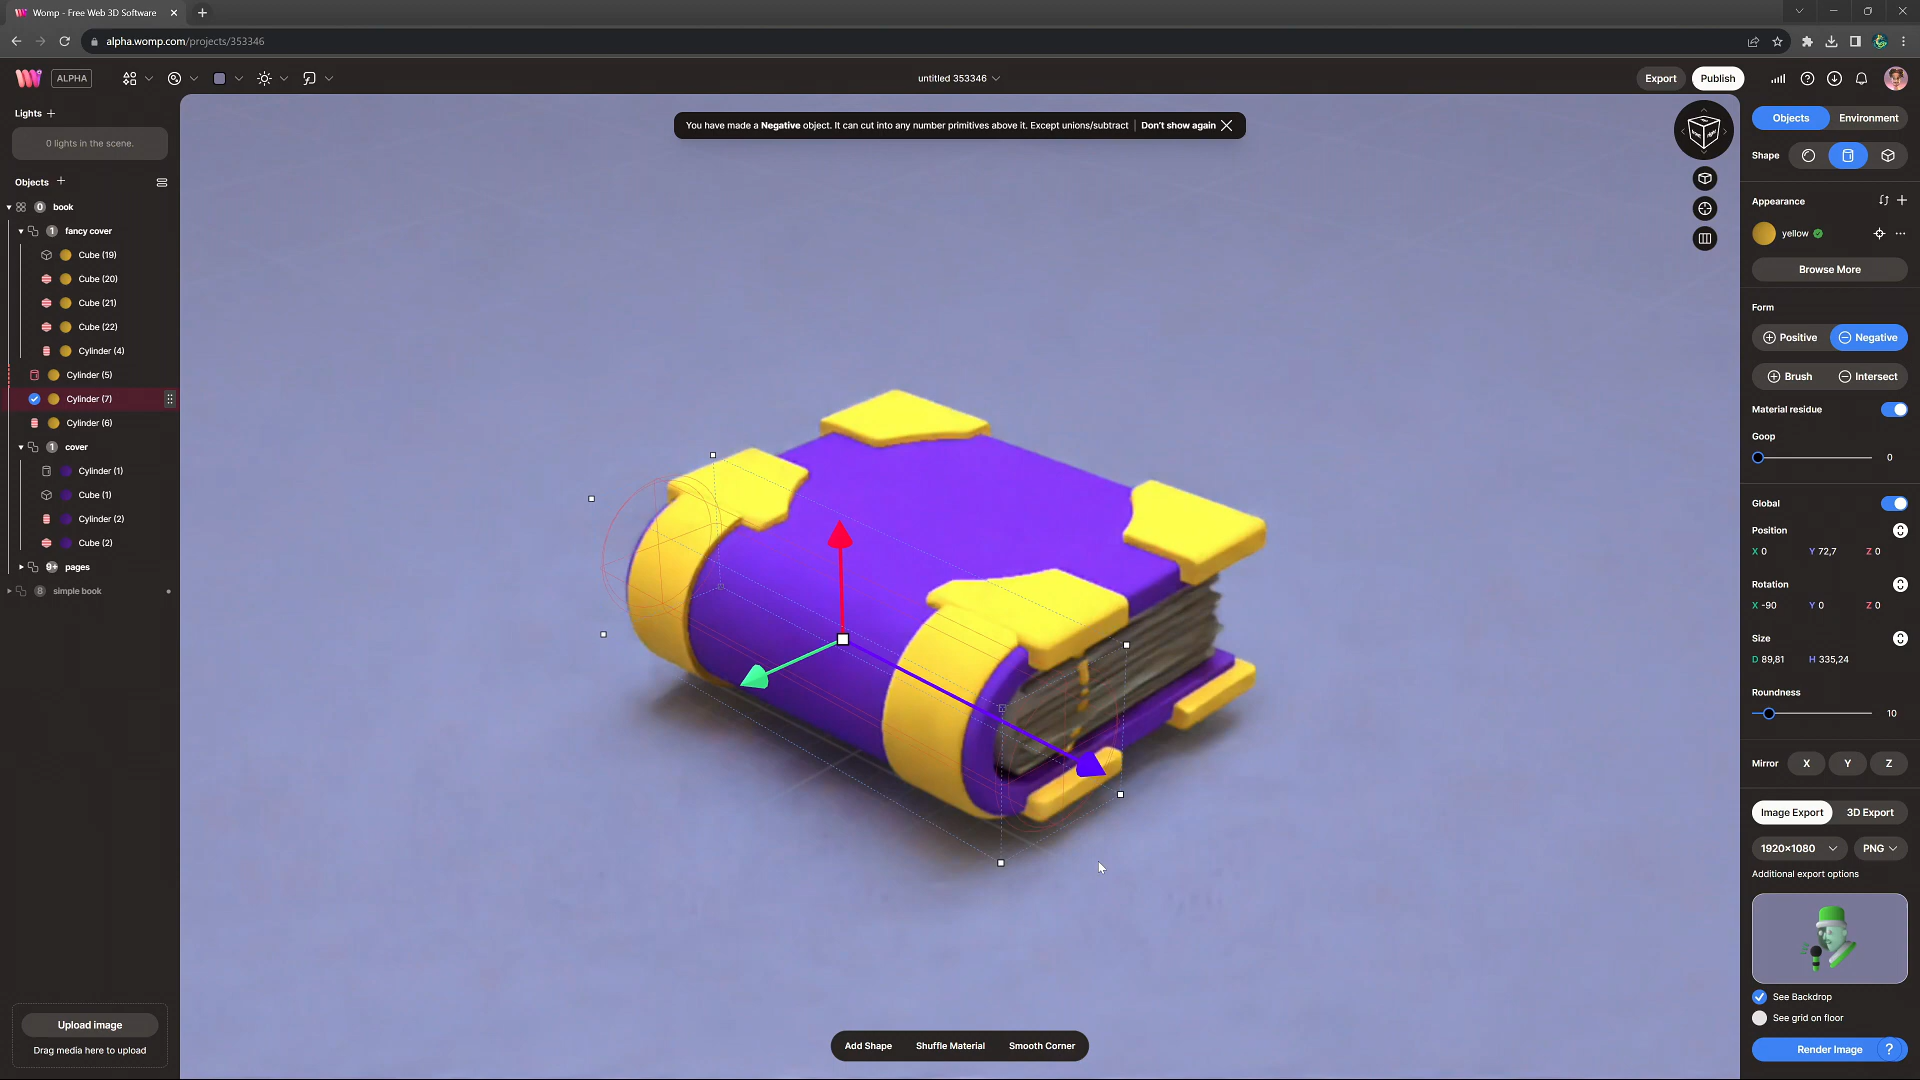 Womp - Free Web 3D Software
alpha.womp.com/projects/353346
ALPHA
untitled 353346
Export
Publish
Lights
0 lights in the scene.
Objects
0 book
1 fancy cover
Cube (19)
Cube (20)
Cube (21)
Cube (22)
Cylinder (4)
Cylinder (5)
Cylinder (7)
Cylinder (6)
1 cover
Cylinder (1)
Cube (1)
Cylinder (2)
Cube (2)
9+ pages
8 simple book
Upload image
Drag media here to upload
You have made a Negative object. It can cut into any number primitives above it. Except unions/subtract | Don't show again
Add Shape
Shuffle Material
Smooth Corner
Objects
Environment
Shape
Appearance
yellow
Browse More
Form
Positive
Negative
Brush
Intersect
Material residue
Goop
0
Global
Position
X 0 Y 72,7 Z 0
Rotation
X -90 Y 0 Z 0
Size
D 89,81 H 335,24
Roundness
10
Mirror X Y Z
Image Export
3D Export
1920×1080
PNG
Additional export options
See Backdrop
See grid on floor
Render Image ?